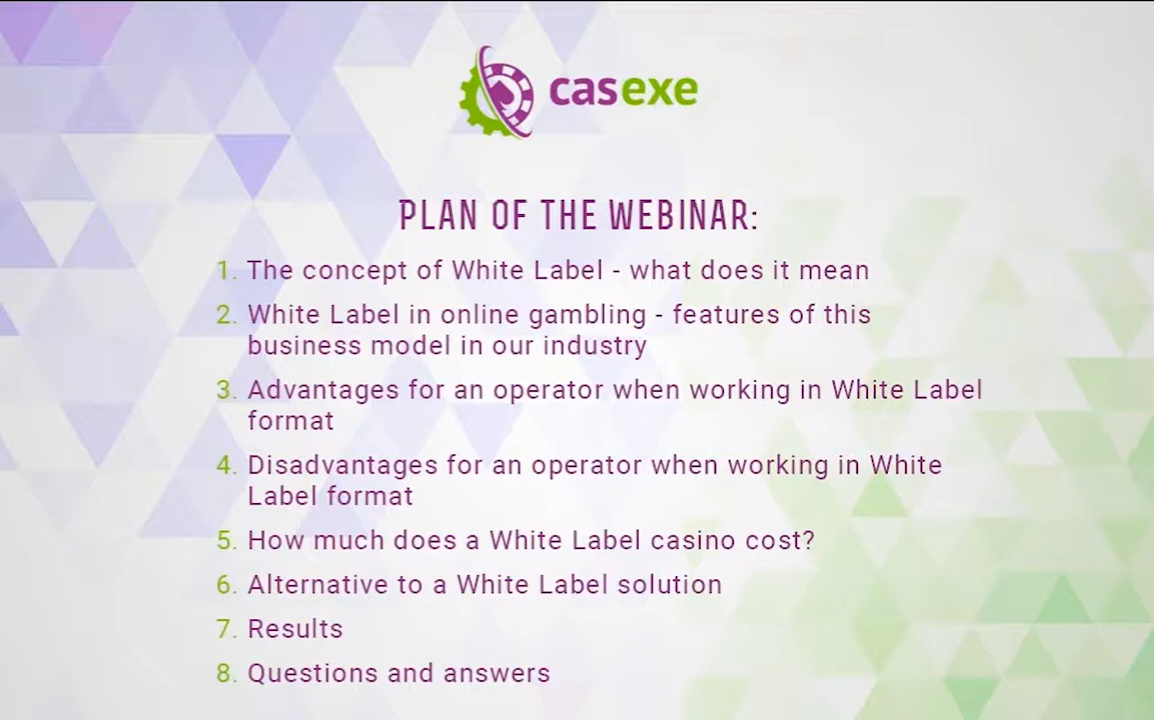 casexe
PLAN OF THE WEBINAR:
1. The concept of White Label - what does it mean
2. White Label in online gambling - features of this
business model in our industry
3. Advantages for an operator when working in White Label
format
4. Disadvantages for an operator when working in White
Label format
5. How much does a White Label casino cost?
6. Alternative to a White Label solution
7. Results
8. Questions and answers